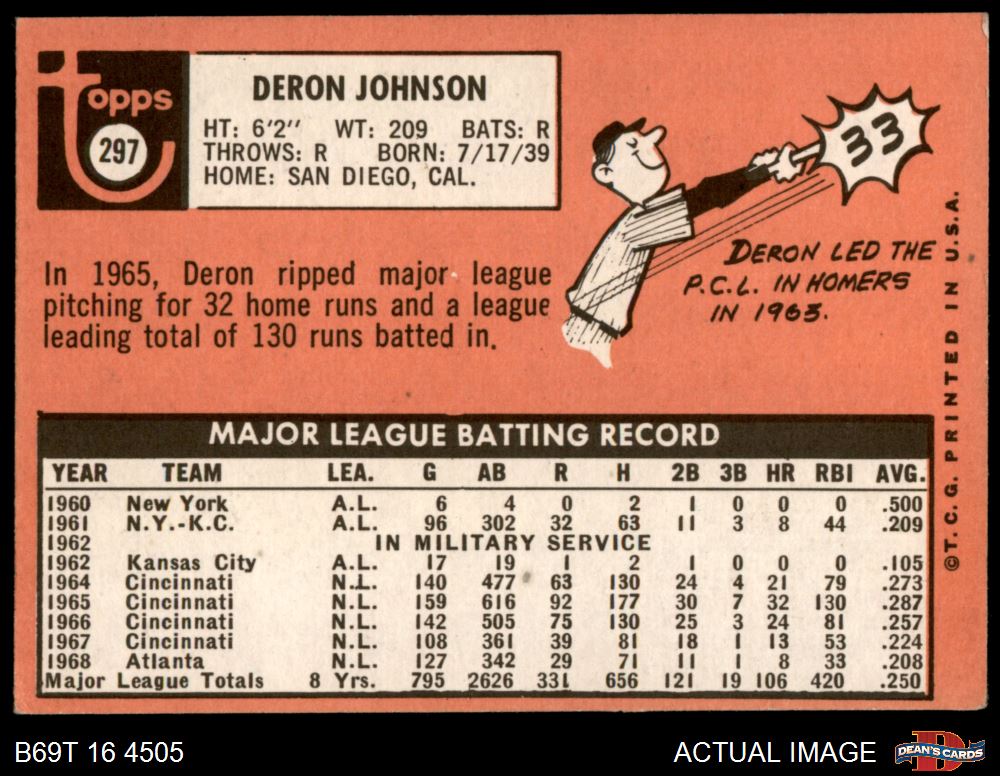 topps
297
DERON JOHNSON
HT: 6'2" WT: 209 BATS: R
THROWS: R BORN: 7/17/39
HOME: SAN DIEGO, CAL.
33
DERON LED THE
P.C.L. IN HOMERS
IN 1963.
In 1965, Deron ripped major league
pitching for 32 home runs and a league
leading total of 130 runs batted in.
©T.C.G. PRINTED IN U.S.A.
MAJOR LEAGUE BATTING RECORD
YEAR TEAM LEA. G AB R H 2B 3B HR RBI AVG.
1960 New York A.L. 6 4 0 2 1 0 0 0 .500
1961 N.Y.-K.C. A.L. 96 302 32 63 11 3 8 44 .209
1962 IN MILITARY SERVICE
1962 Kansas City A.L. 17 19 1 2 1 0 0 0 .105
1964 Cincinnati N.L. 140 477 63 130 24 4 21 79 .273
1965 Cincinnati N.L. 159 616 92 177 30 7 32 130 .287
1966 Cincinnati N.L. 142 505 75 130 25 3 24 81 .257
1967 Cincinnati N.L. 108 361 39 81 18 1 13 53 .224
1968 Atlanta N.L. 127 342 29 71 11 1 8 33 .208
Major League Totals 8 Yrs. 795 2626 331 656 121 19 106 420 .250
B69T 16 4505
ACTUAL IMAGE
D
DEAN'S CARDS